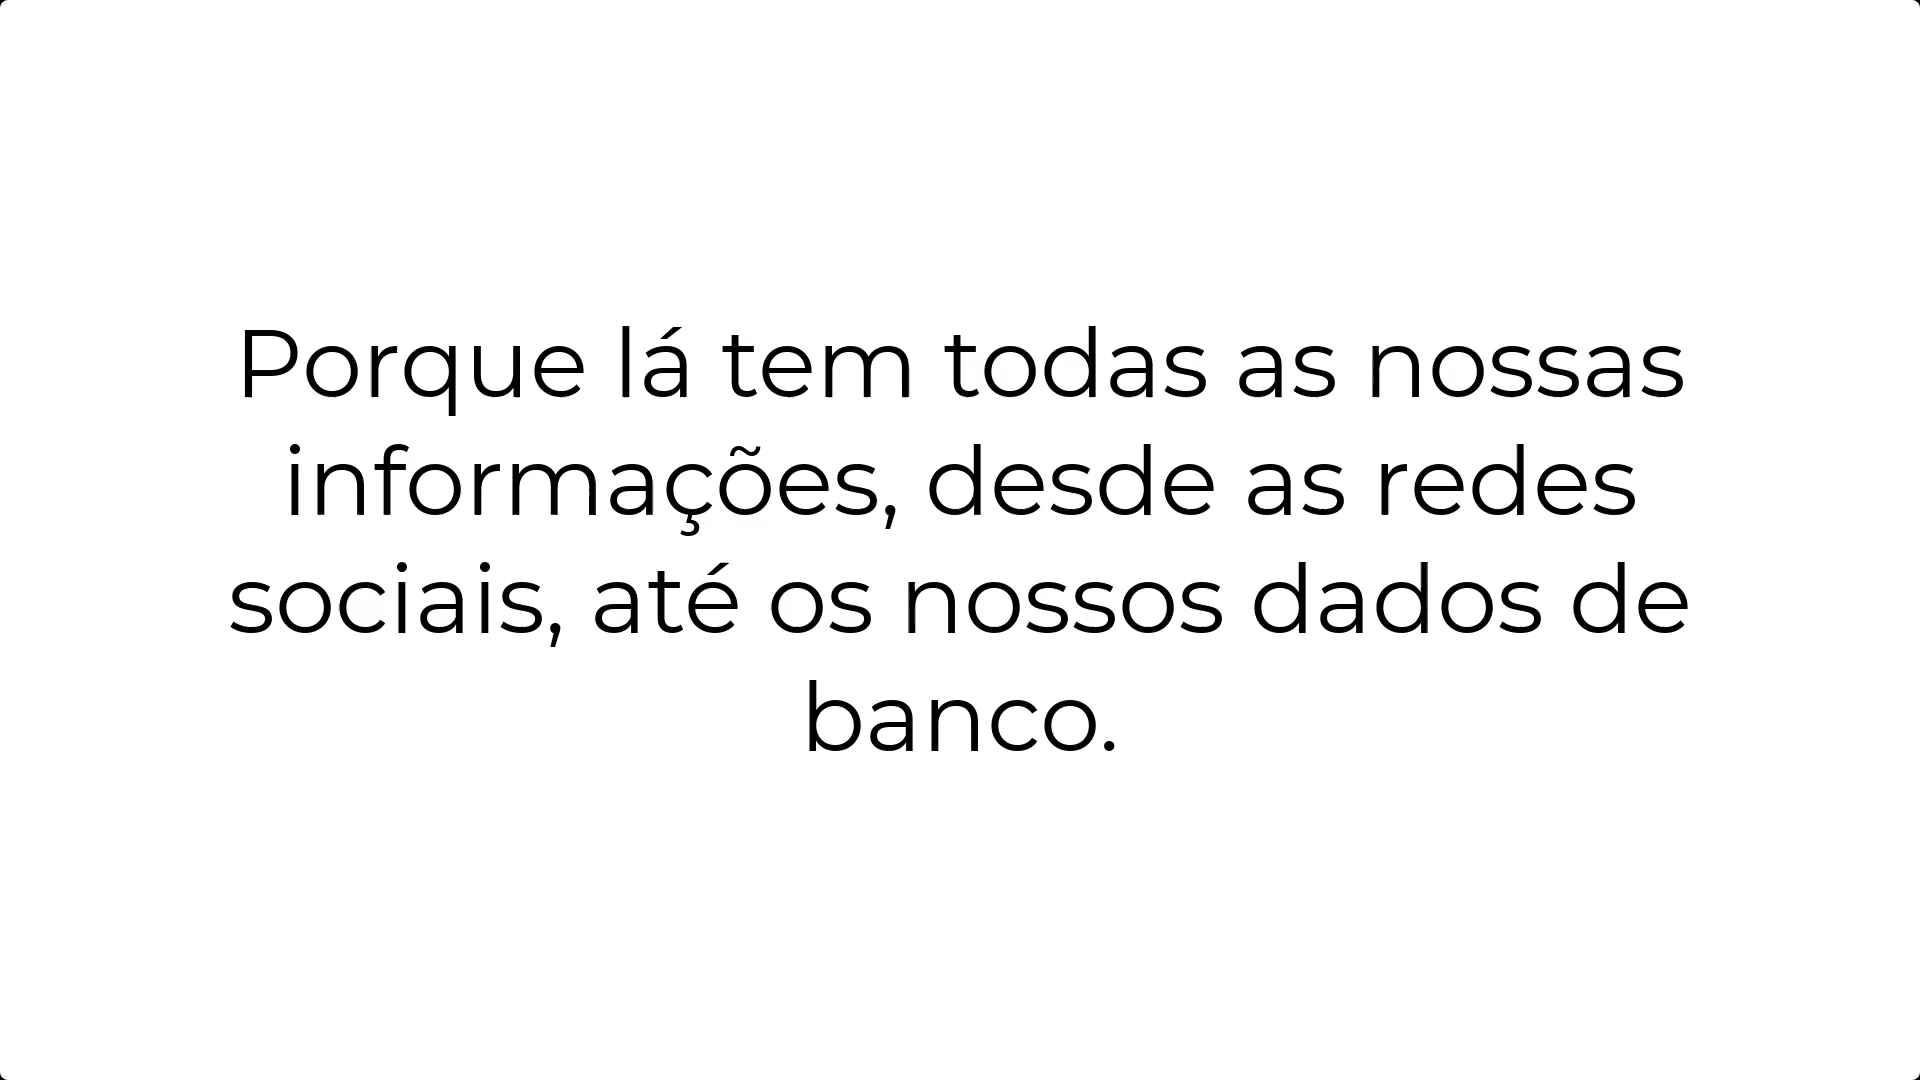 Porque lá tem todas as nossas
informações, desde as redes
sociais, até os nossos dados de
banco.